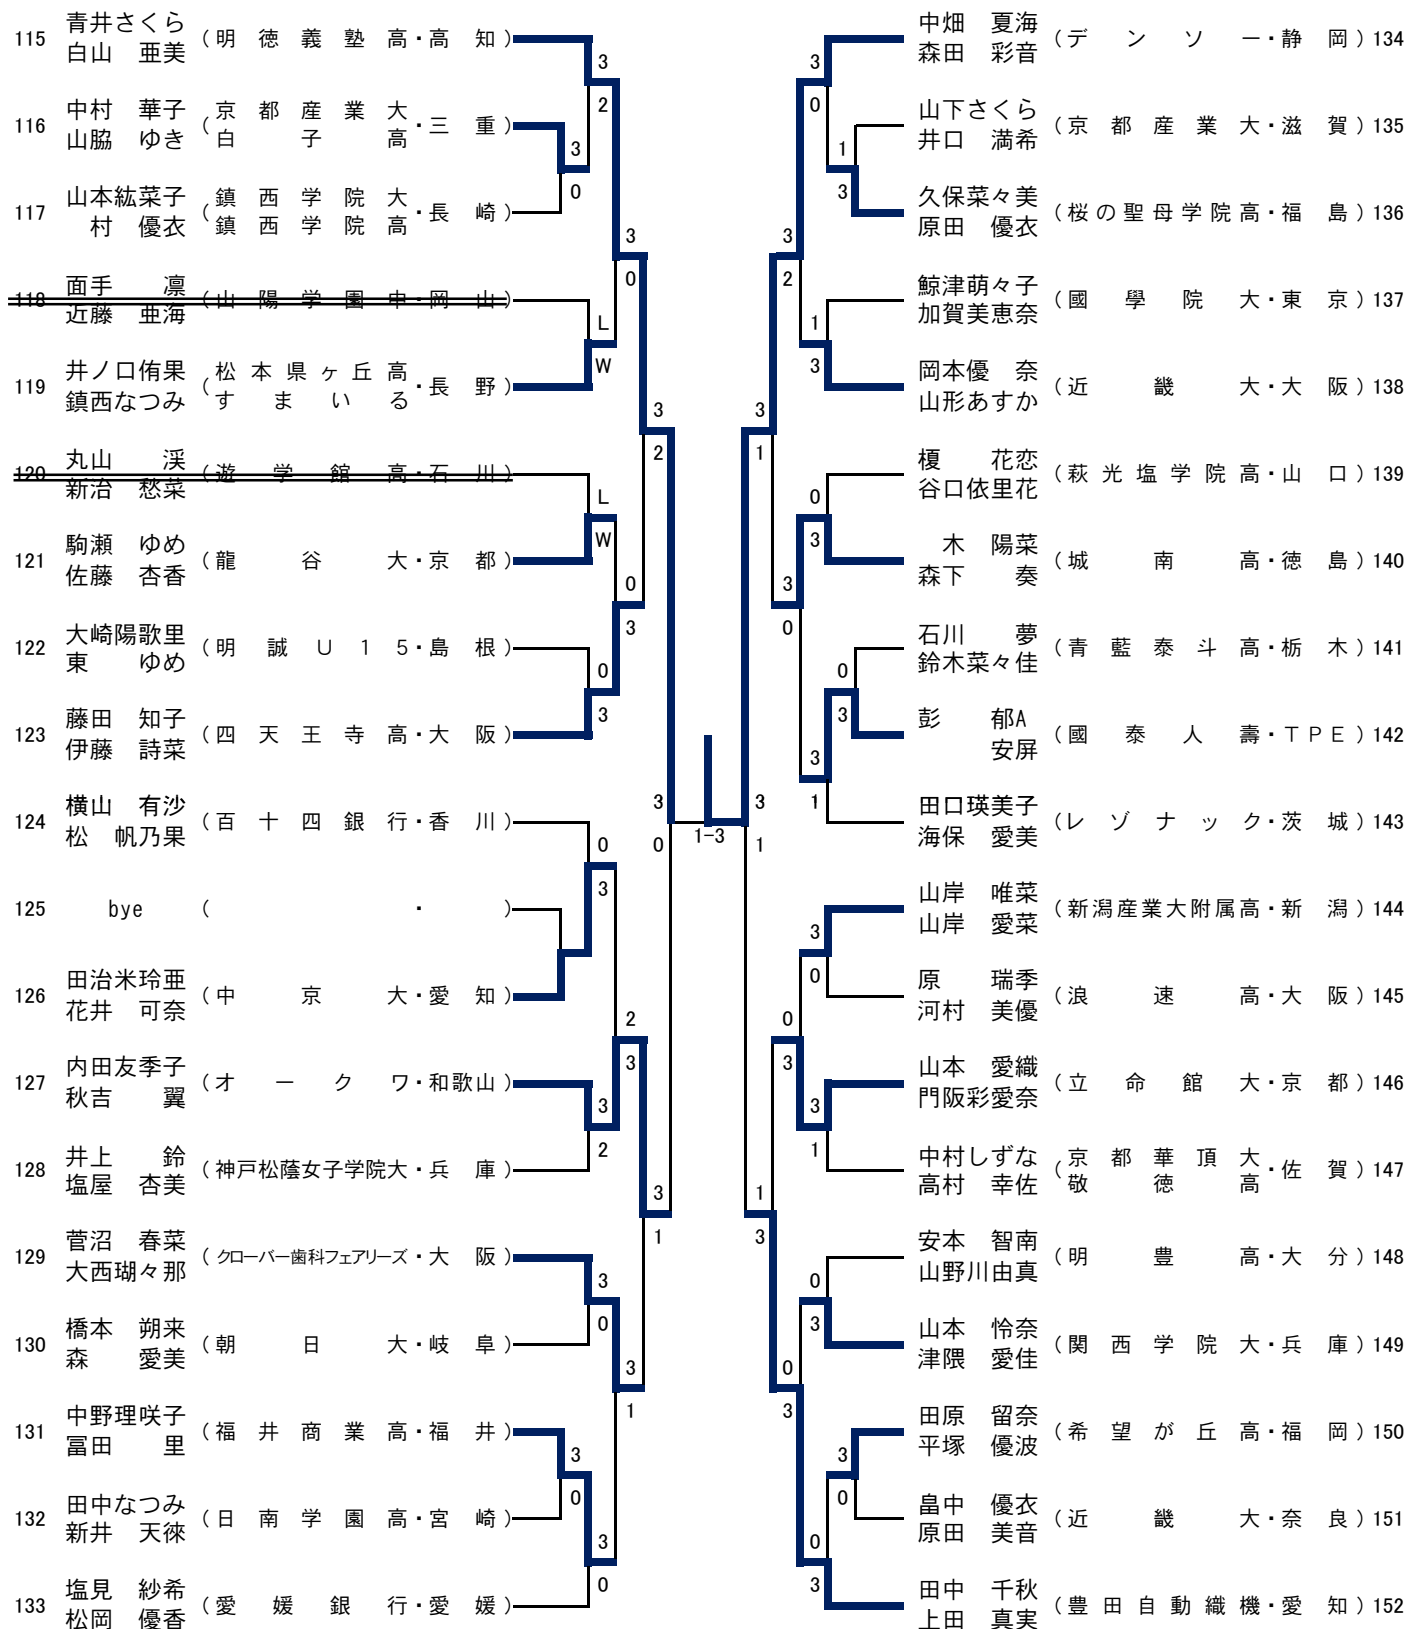 115 青井さくら (明徳義塾高・高知)
白山 亜美
3
2
116 中村 華子 (京都産業大・三重)
山脇 ゆき 白子高
3
0
117 山本紘菜子 (鎮西学院大・長崎)
村 優衣 鎮西学院高
3
0
118 面手 凛 (山陽学園中・岡山)
近藤 亜海
L
W
119 井ノ口侑果 (松本県ヶ丘高・長野)
鎮西なつみ すまいる
3
2
120 丸山 渓 (遊学館高・石川)
新治 愁菜
L
W
121 駒瀬 ゆめ (龍谷大・京都)
佐藤 杏香
0
3
122 大崎陽歌里 (明誠U15・島根)
東 ゆめ
0
3
123 藤田 知子 (四天王寺高・大阪)
伊藤 詩菜
3
0
124 横山 有沙 (百十四銀行・香川)
松 帆乃果
0
3
125 bye ( ・ )
126 田治米玲亜 (中京大・愛知)
花井 可奈
2
3
127 内田友季子 (オークワ・和歌山)
秋吉 翼
3
2
128 井上 鈴 (神戸松蔭女子学院大・兵庫)
塩屋 杏美
3
1
129 菅沼 春菜 (クローバー歯科フェアリーズ・大阪)
大西瑚々那
3
0
130 橋本 朔来 (朝日大・岐阜)
森 愛美
3
1
131 中野理咲子 (福井商業高・福井)
冨田 里
3
0
132 田中なつみ (日南学園高・宮崎)
新井 天徠
3
0
133 塩見 紗希 (愛媛銀行・愛媛)
松岡 優香
1-3
中畑 夏海 (デンソー・静岡) 134
森田 彩音
3
0
山下さくら (京都産業大・滋賀) 135
井口 満希
1
3
久保菜々美 (桜の聖母学院高・福島) 136
原田 優衣
3
2
鯨津萌々子 (國學院大・東京) 137
加賀美恵奈
1
3
岡本優 奈 (近畿大・大阪) 138
山形あすか
3
1
榎 花恋 (萩光塩学院高・山口) 139
谷口依里花
0
3
木 陽菜 (城南高・徳島) 140
森下 奏
3
0
石川 夢 (青藍泰斗高・栃木) 141
鈴木菜々佳
0
3
彭 郁A (國泰人壽・TPE) 142
安屏
3
1
田口瑛美子 (レゾナック・茨城) 143
海保 愛美
3
1
山岸 唯菜 (新潟産業大附属高・新潟) 144
山岸 愛菜
3
0
原 瑞季 (浪速高・大阪) 145
河村 美優
0
3
山本 愛織 (立命館大・京都) 146
門阪彩愛奈
3
1
中村しずな (京都華頂大・佐賀) 147
高村 幸佐 敬徳高
1
3
安本 智南 (明豊高・大分) 148
山野川由真
0
3
山本 怜奈 (関西学院大・兵庫) 149
津隈 愛佳
0
3
田原 留奈 (希望が丘高・福岡) 150
平塚 優波
3
0
畠中 優衣 (近畿大・奈良) 151
原田 美音
0
3
田中 千秋 (豊田自動織機・愛知) 152
上田 真実